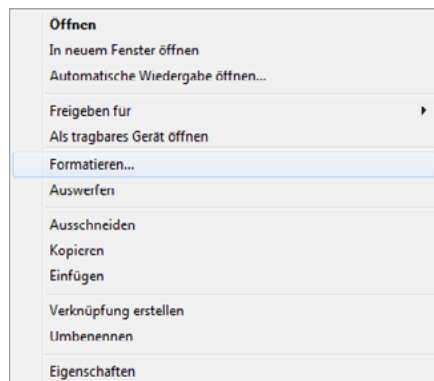 Öffnen
In neuem Fenster öffnen
Automatische Wiedergabe öffnen...
Freigeben für
Als tragbares Gerät öffnen
Formatieren...
Auswerfen
Ausschneiden
Kopieren
Einfügen
Verknüpfung erstellen
Umbenennen
Eigenschaften